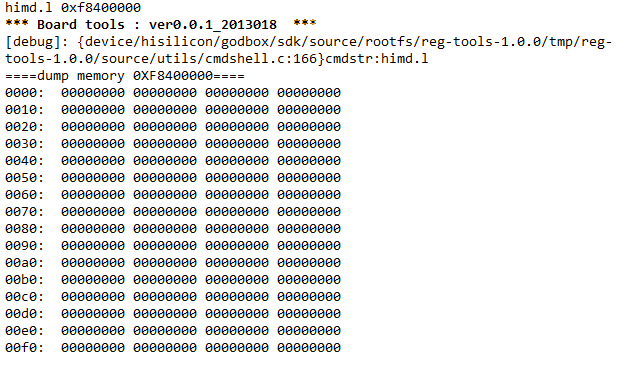 himd.l 0xf8400000
*** Board tools : ver0.0.1_2013018  ***
[debug]: {device/hisilicon/godbox/sdk/source/rootfs/reg-tools-1.0.0/tmp/reg-
tools-1.0.0/source/utils/cmdshell.c:166}cmdstr:himd.l
====dump memory 0XF8400000====
0000:  00000000 00000000 00000000 00000000
0010:  00000000 00000000 00000000 00000000
0020:  00000000 00000000 00000000 00000000
0030:  00000000 00000000 00000000 00000000
0040:  00000000 00000000 00000000 00000000
0050:  00000000 00000000 00000000 00000000
0060:  00000000 00000000 00000000 00000000
0070:  00000000 00000000 00000000 00000000
0080:  00000000 00000000 00000000 00000000
0090:  00000000 00000000 00000000 00000000
00a0:  00000000 00000000 00000000 00000000
00b0:  00000000 00000000 00000000 00000000
00c0:  00000000 00000000 00000000 00000000
00d0:  00000000 00000000 00000000 00000000
00e0:  00000000 00000000 00000000 00000000
00f0:  00000000 00000000 00000000 00000000